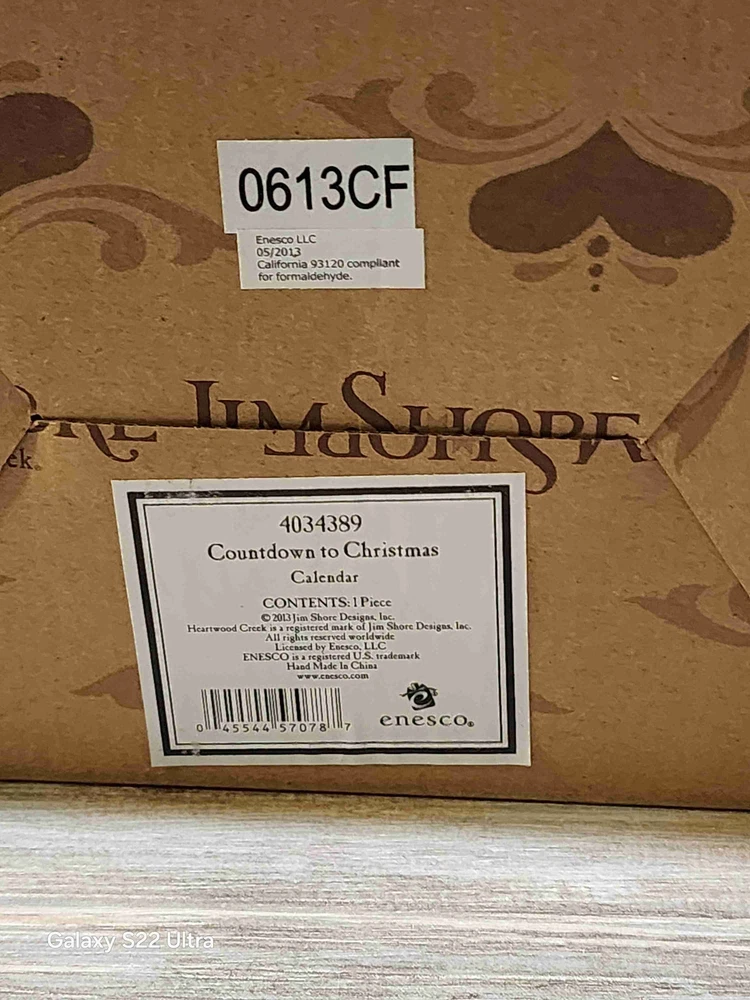 0613CF
Enesco LLC
05/2013
California 93120 compliant
for formaldehyde.
JIM SHORE
ek.
4034389
Countdown to Christmas
Calendar
CONTENTS: 1 Piece
© 2013 Jim Shore Designs, Inc.
Heartwood Creek is a registered mark of Jim Shore Designs, Inc.
All rights reserved worldwide
Licensed by Enesco, LLC
ENESCO is a registered U.S. trademark
Hand Made In China
www.enesco.com
0 45544 57078 7
enesco®
Galaxy S22 Ultra